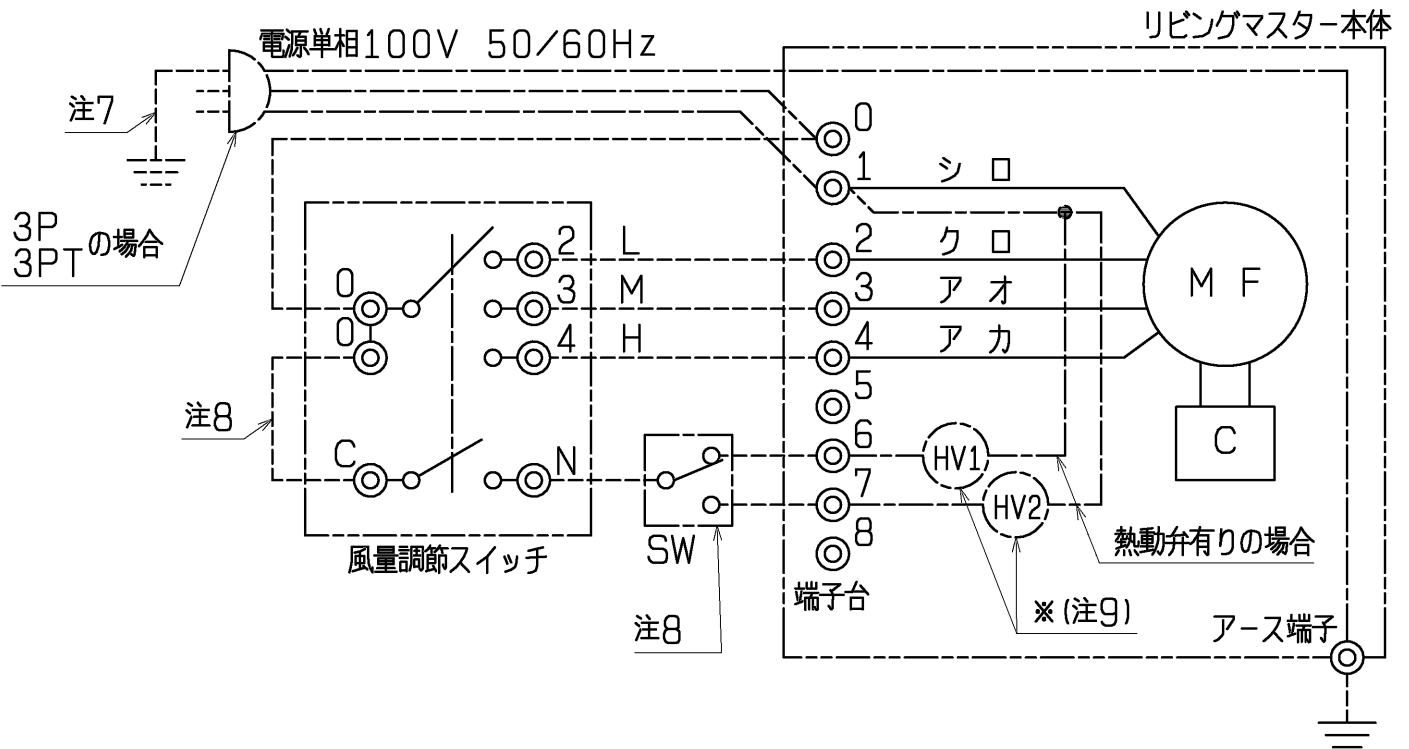 リビングマスター本体
電源単相100V 50/60Hz
注7
3P
3PT
の場合
0
1
シロ
2
L
2
クロ
MF
0
3
M
3
アオ
0
4
H
4
アカ
5
注8
C
N
6
HV1
C
7
HV2
SW
8
熱動弁有りの場合
風量調節スイッチ
端子台
※(注9)
注8
アース端子